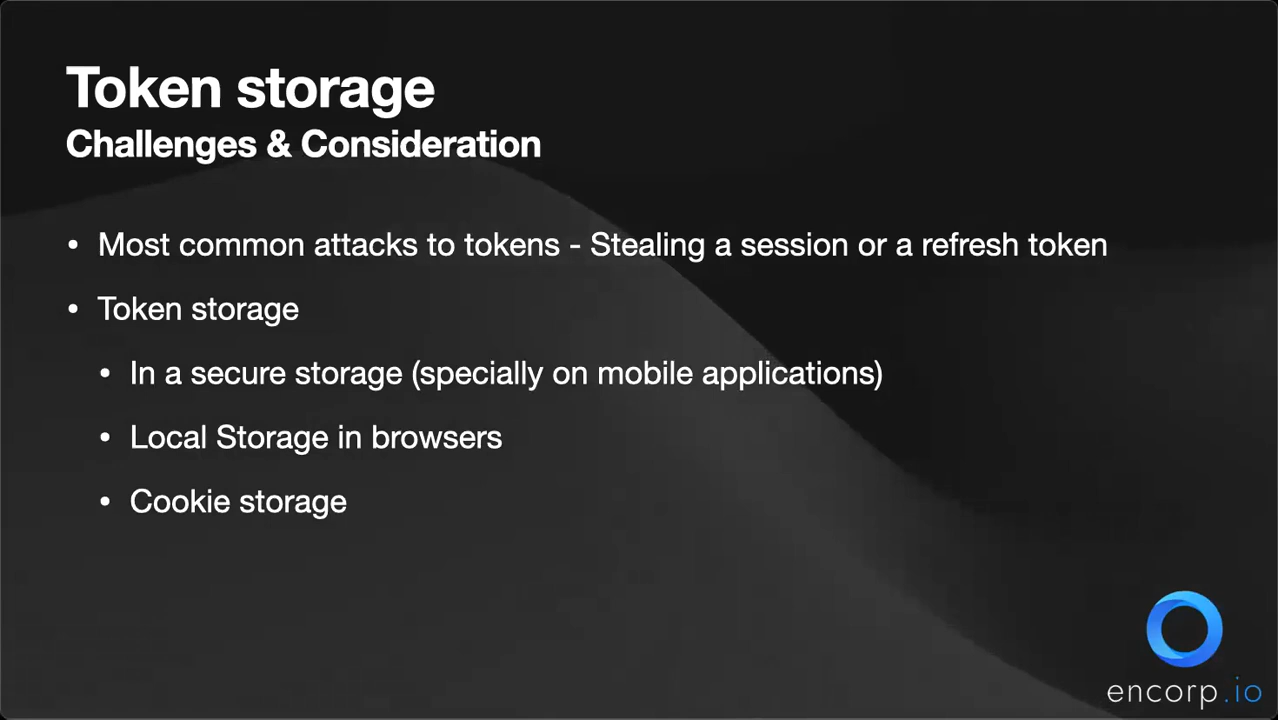 Token storage
Challenges & Consideration
• Most common attacks to tokens - Stealing a session or a refresh token
• Token storage
• In a secure storage (specially on mobile applications)
• Local Storage in browsers
• Cookie storage
encorp.io